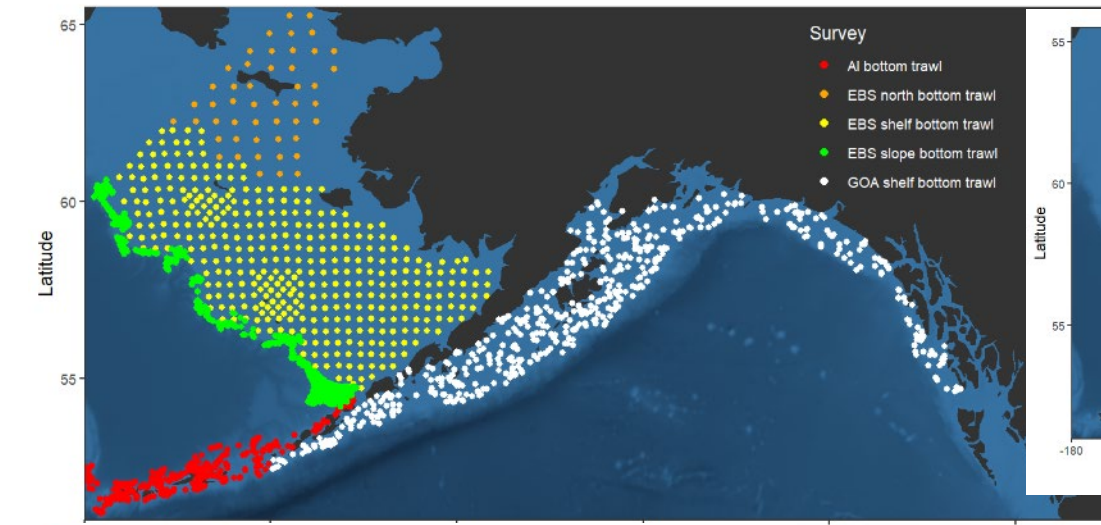 65
60
55
Latitude
Survey
AI bottom trawl
EBS north bottom trawl
EBS shelf bottom trawl
EBS slope bottom trawl
GOA shelf bottom trawl
65
60
55
Latitude
-180